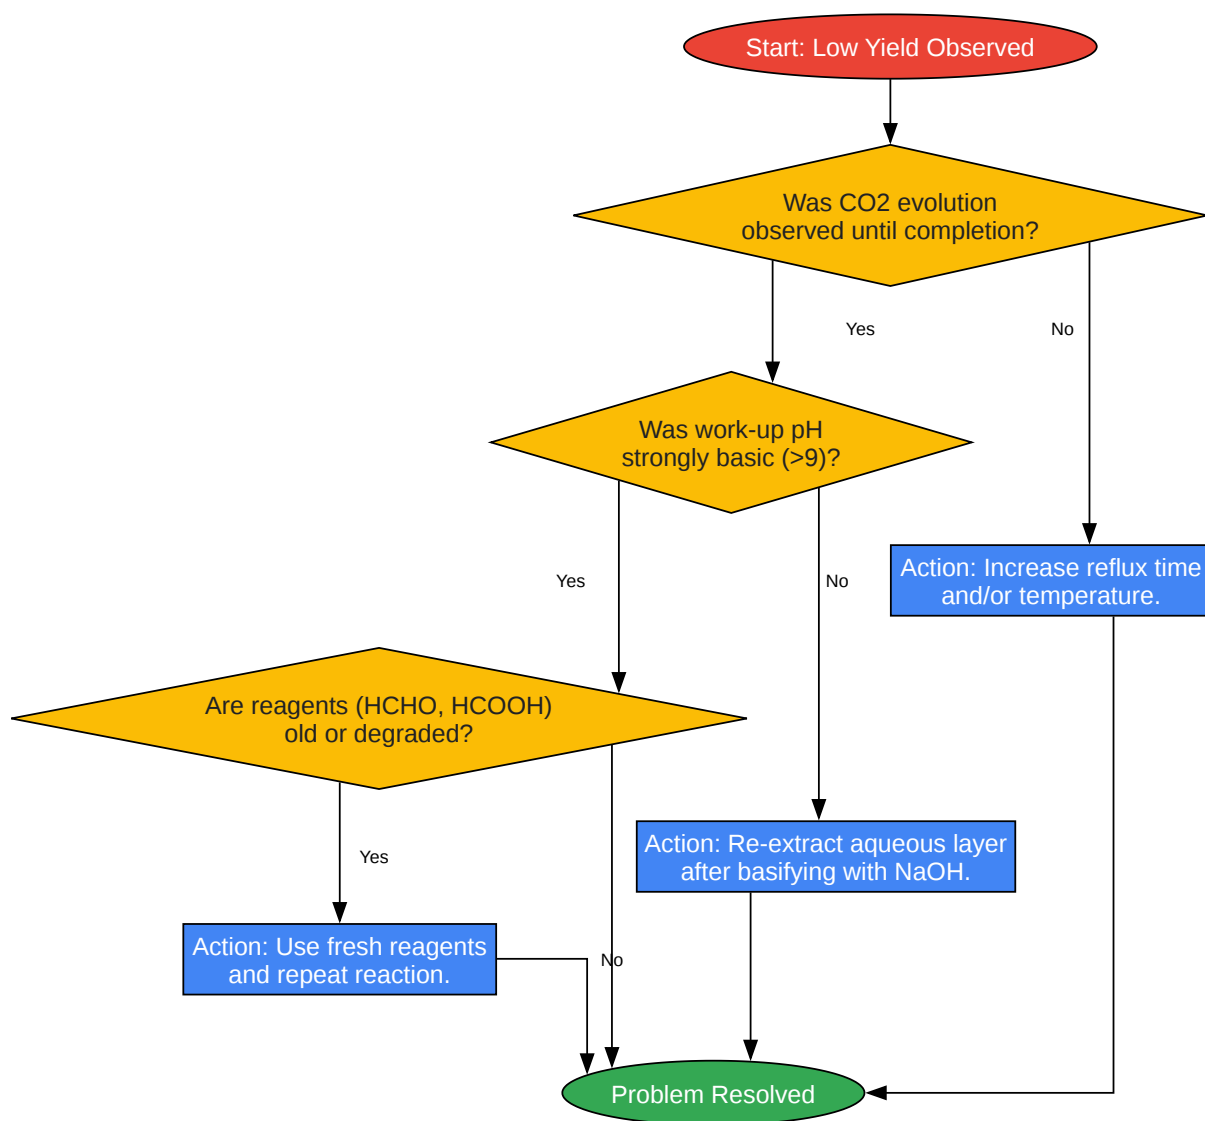 Start: Low Yield Observed
Was CO2 evolution
observed until completion?
Yes
No
Was work-up pH
strongly basic (>9)?
Yes
No
Action: Increase reflux time
and/or temperature.
Are reagents (HCHO, HCOOH)
old or degraded?
Action: Re-extract aqueous layer
after basifying with NaOH.
Yes
Action: Use fresh reagents
and repeat reaction.
No
Problem Resolved